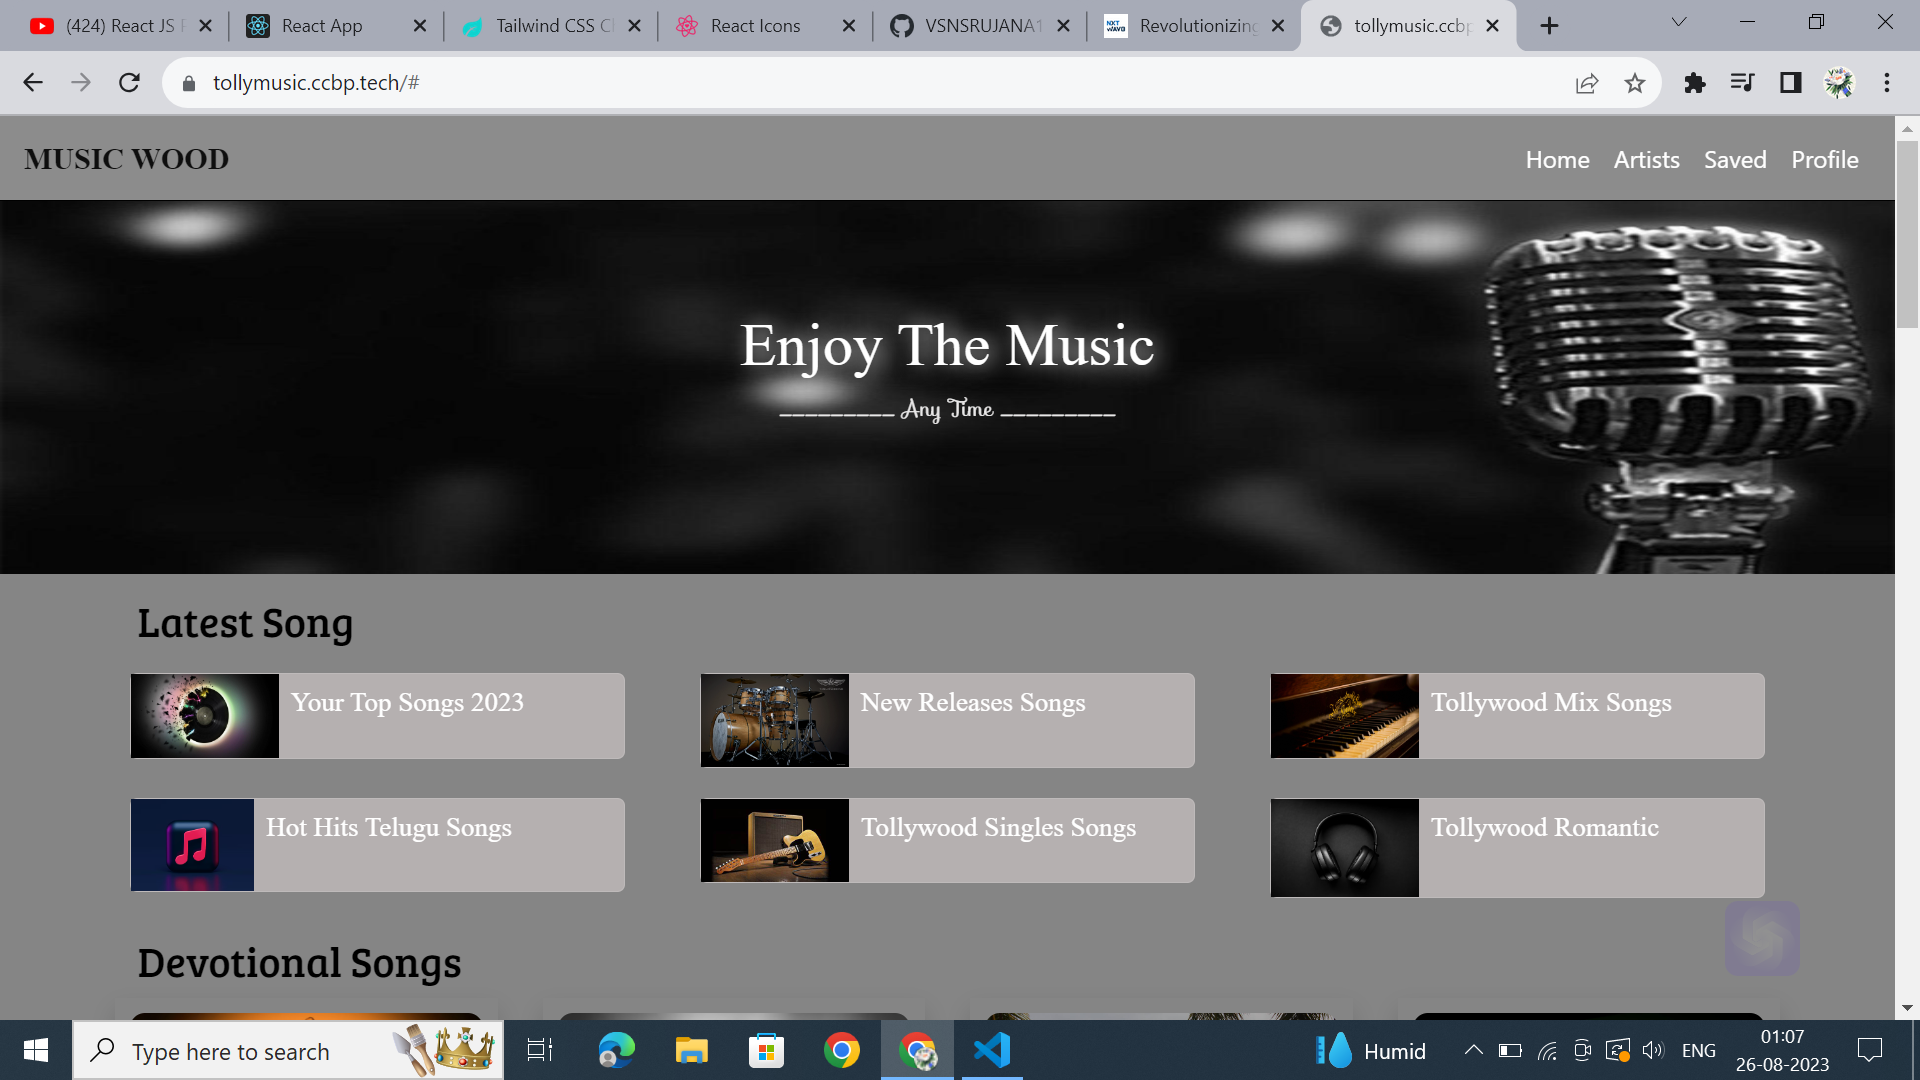 (424) React JS
React App
Tailwind CSS C
React Icons
VSNSRUJANA1
Revolutionizing
tollymusic.ccbp
tollymusic.ccbp.tech/#
MUSIC WOOD
Home
Artists
Saved
Profile
Enjoy The Music
_________ Any Time _________
Latest Song
Your Top Songs 2023
New Releases Songs
Tollywood Mix Songs
Hot Hits Telugu Songs
Tollywood Singles Songs
Tollywood Romantic
Devotional Songs
Type here to search
Humid
ENG
01:07
26-08-2023